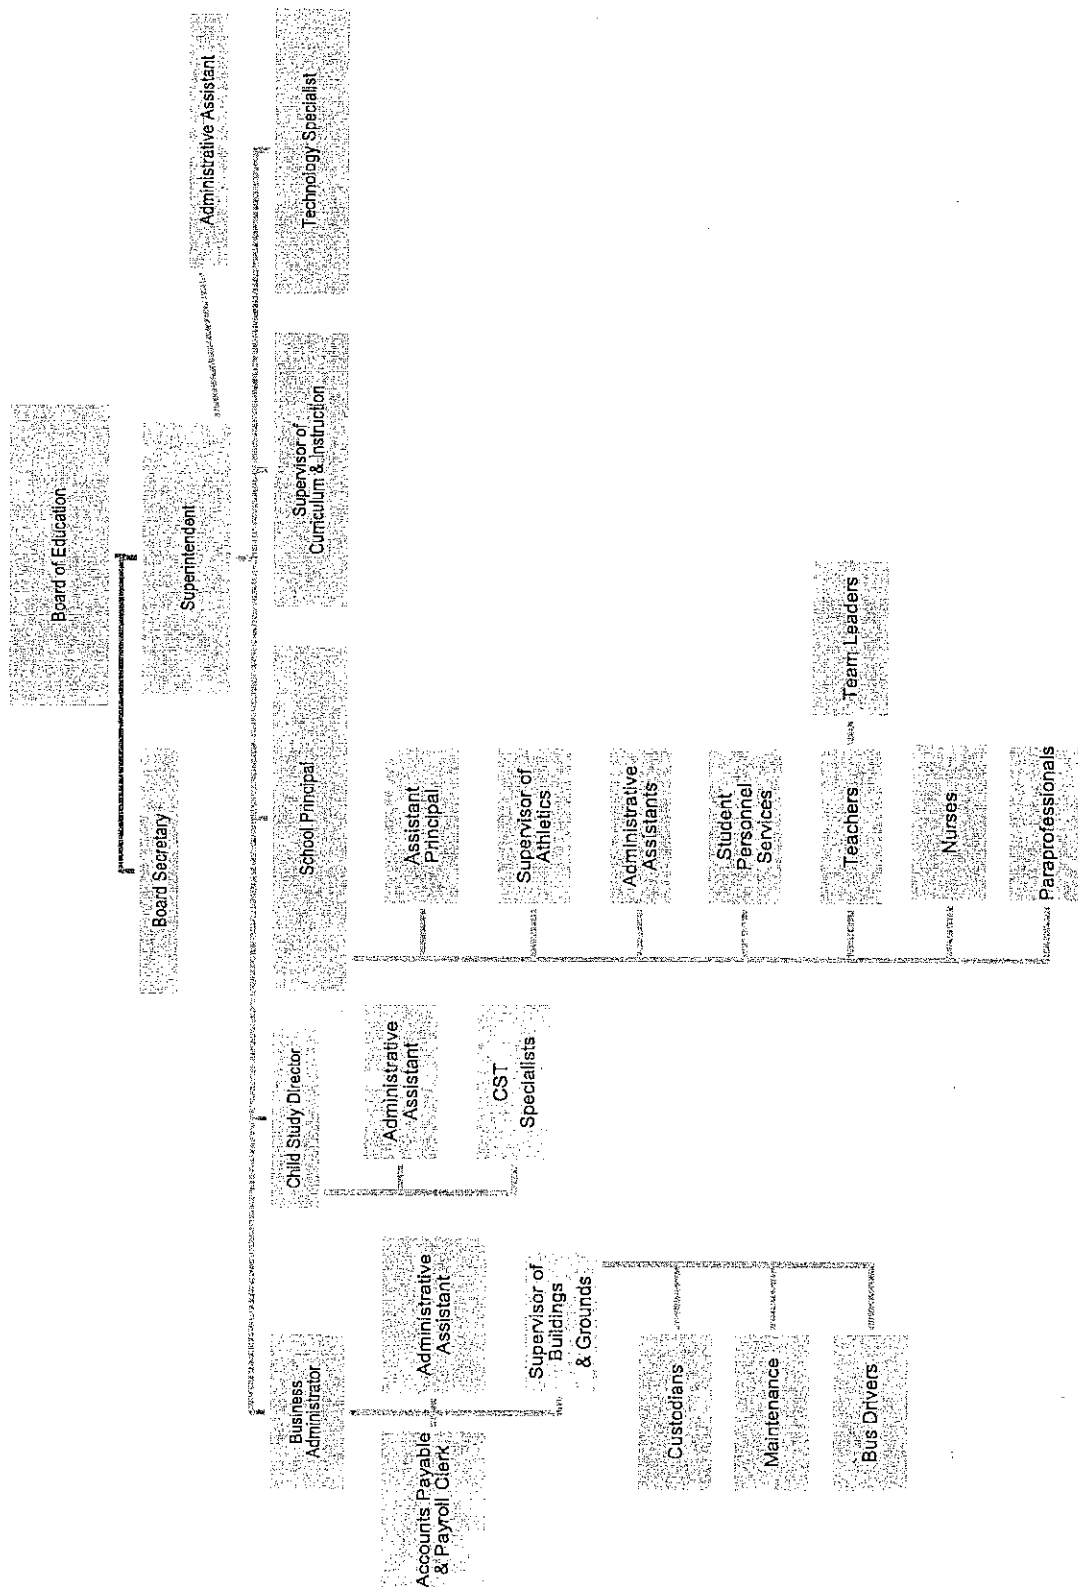 Board of Education
Board Secretary
Superintendent
Administrative Assistant
Business
Administrator
Child Study Director
School Principal
Supervisor of
Curriculum & Instruction
Technology Specialist
Accounts Payable
& Payroll Clerk
Administrative
Assistant
Supervisor of
Buildings
& Grounds
Custodians
Maintenance
Bus Drivers
Administrative
Assistant
CST
Specialists
Assistant
Principal
Supervisor of
Athletics
Administrative
Assistants
Student
Personnel
Services
Teachers
Team Leaders
Nurses
Paraprofessionals